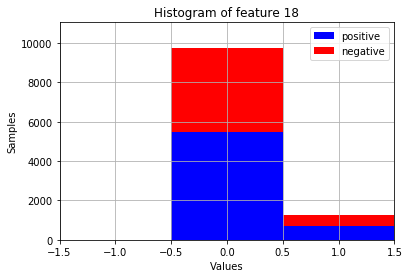 Histogram of feature 18
positive
negative
Samples
10000
8000
6000
4000
2000
0
−1.5 −1.0 −0.5 0.0 0.5 1.0 1.5
Values